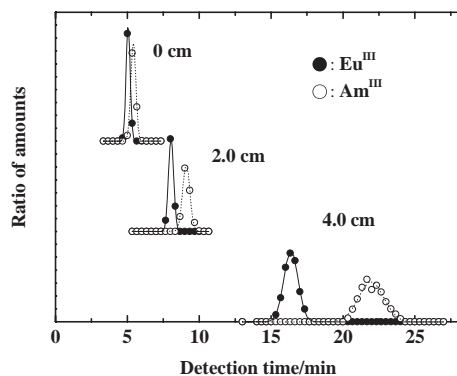 0 cm
●: Eu^III
○: Am^III
2.0 cm
4.0 cm
Ratio of amounts
0 5 10 15 20 25
Detection time/min